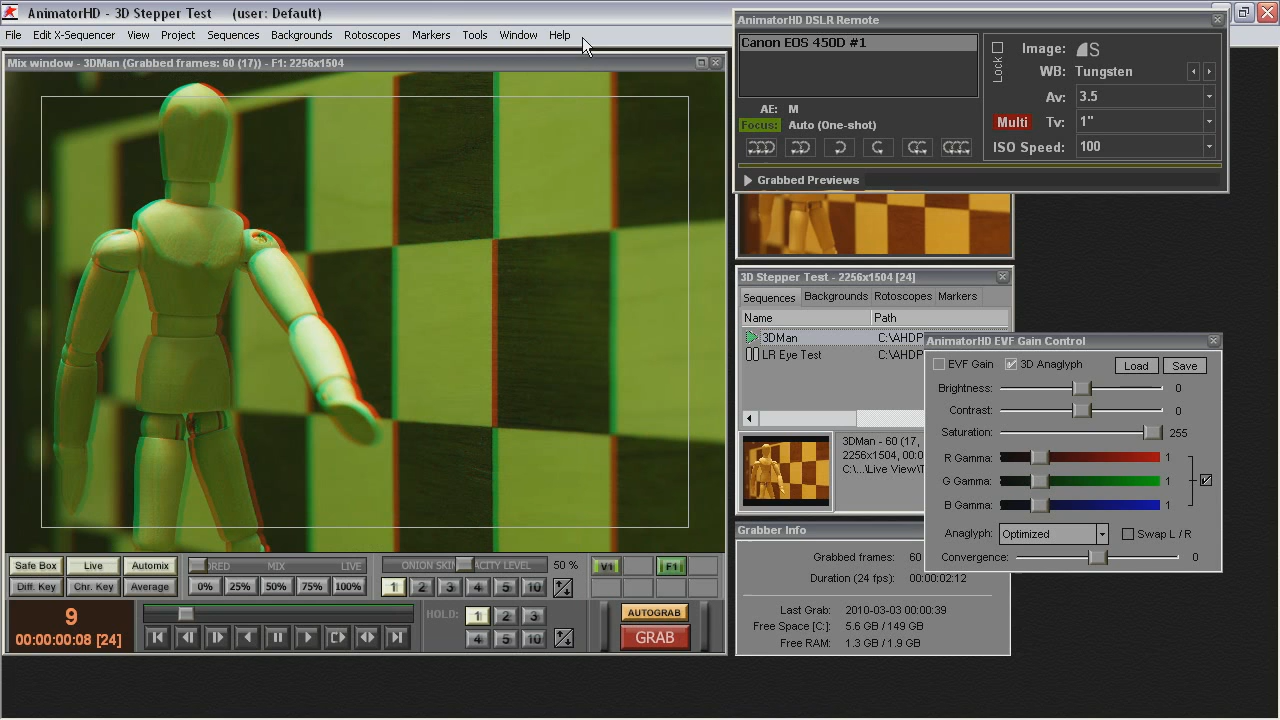 AnimatorHD - 3D Stepper Test (user: Default)
File Edit X-Sequencer View Project Sequences Backgrounds Rotoscopes Markers Tools Window Help
Mix window - 3DMan (Grabbed frames: 60 (17)) - F1: 2256x1504
AnimatorHD DSLR Remote
Canon EOS 450D #1
AE: M
Focus: Auto (One-shot)
Lock
Image: S
WB: Tungsten
Av: 3.5
Multi Tv: 1"
ISO Speed: 100
Grabbed Previews
3D Stepper Test - 2256x1504 [24]
Sequences Backgrounds Rotoscopes Markers
Name Path
3DMan C:\AHDP
LR Eye Test C:\AHDP
3DMan - 60 (17,
2256x1504, 00:0
C:\...\Live View\T
AnimatorHD EVF Gain Control
EVF Gain 3D Anaglyph Load Save
Brightness: 0
Contrast: 0
Saturation: 255
R Gamma: 1
G Gamma: 1
B Gamma: 1
Anaglyph: Optimized Swap L / R
Convergence: 0
Grabber Info
Grabbed frames: 60
Duration (24 fps): 00:00:02:12
Last Grab: 2010-03-03 00:00:39
Free Space [C:]: 5.6 GB / 149 GB
Free RAM: 1.3 GB / 1.9 GB
Safe Box Live Automix
Diff. Key Chr. Key Average
RED MIX LIVE
0% 25% 50% 75% 100%
ONION SKIN ACITY LEVEL 50 %
1 2 3 4 5 10
V1 F1
9
00:00:00:08 [24]
HOLD: 1 2 3
4 5 10
AUTOGRAB
GRAB